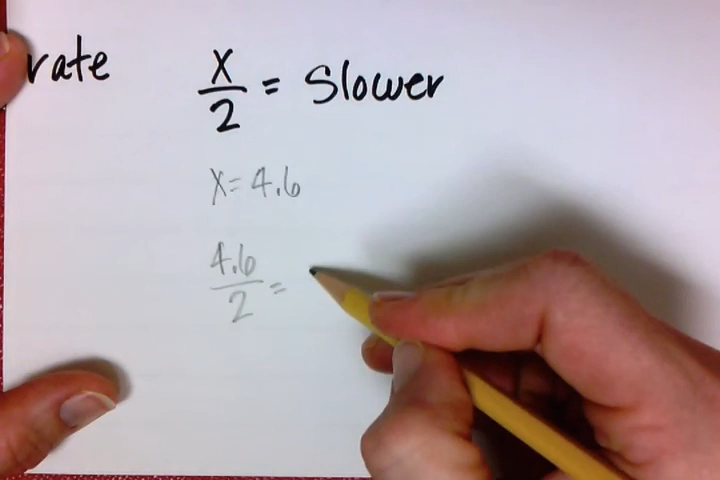 rate x/2 = Slower
x = 4.6
4.6/2 =